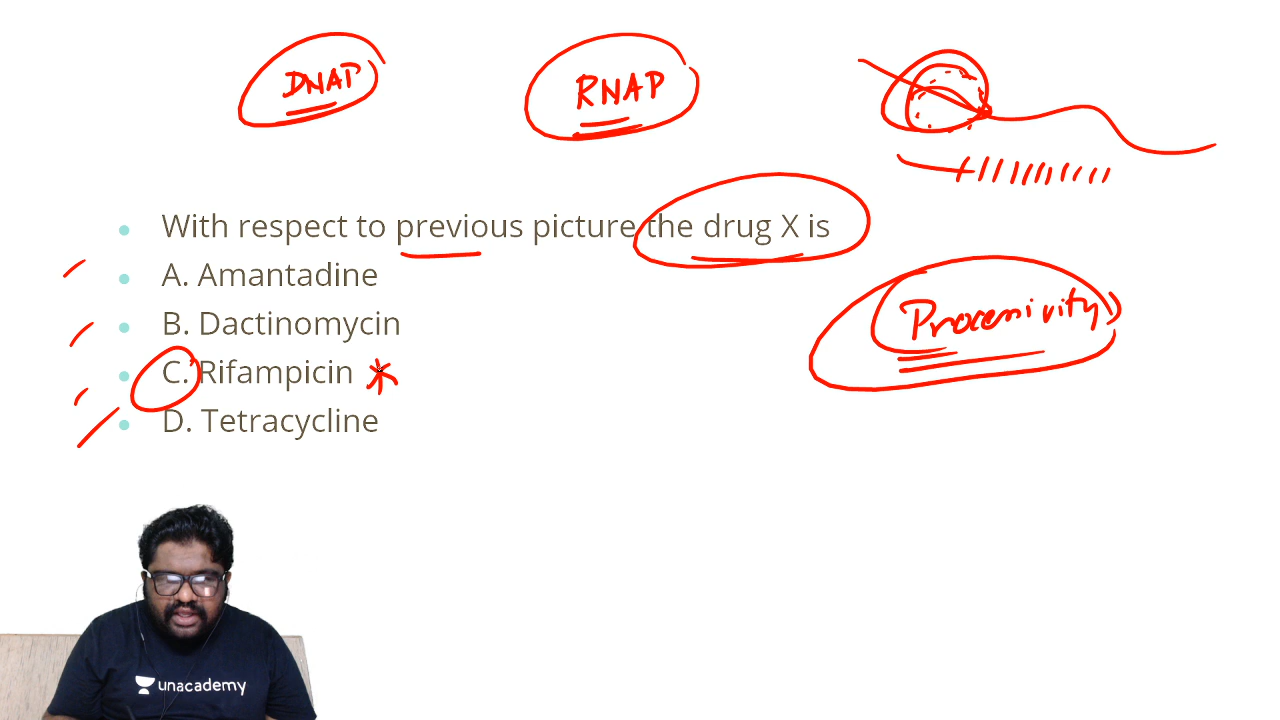 DNAP RNAP
With respect to previous picture the drug X is
A. Amantadine
B. Dactinomycin
C. Rifampicin *
D. Tetracycline
Processivity
unacademy